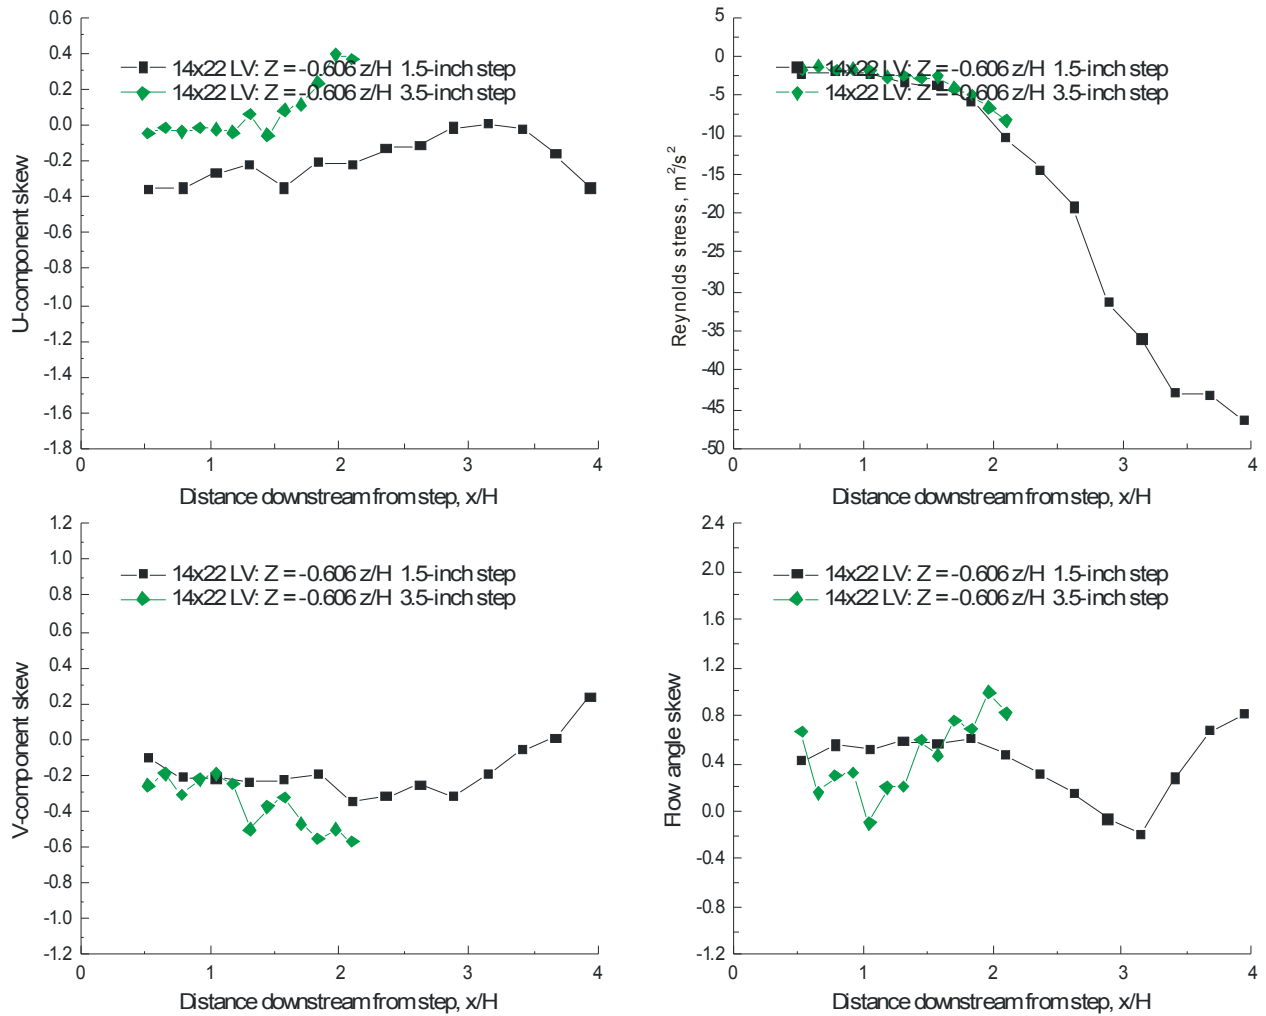 0.6
0.4
0.2
0.0
-0.2
-0.4
-0.6
-0.8
-1.0
-1.2
-1.4
-1.6
-1.8
U-component skew
14x22 LV: Z = -0.606 z/H 1.5-inch step
14x22 LV: Z = -0.606 z/H 3.5-inch step
0 1 2 3 4
Distance downstream from step, x/H
5
0
-5
-10
-15
-20
-25
-30
-35
-40
-45
-50
Reynolds stress, m²/s²
14x22 LV: Z = -0.606 z/H 1.5-inch step
14x22 LV: Z = -0.606 z/H 3.5-inch step
0 1 2 3 4
Distance downstream from step, x/H
1.2
1.0
0.8
0.6
0.4
0.2
0.0
-0.2
-0.4
-0.6
-0.8
-1.0
-1.2
V-component skew
14x22 LV: Z = -0.606 z/H 1.5-inch step
14x22 LV: Z = -0.606 z/H 3.5-inch step
0 1 2 3 4
Distance downstream from step, x/H
2.4
2.0
1.6
1.2
0.8
0.4
0.0
-0.4
-0.8
-1.2
Flow angle skew
14x22 LV: Z = -0.606 z/H 1.5-inch step
14x22 LV: Z = -0.606 z/H 3.5-inch step
0 1 2 3 4
Distance downstream from step, x/H